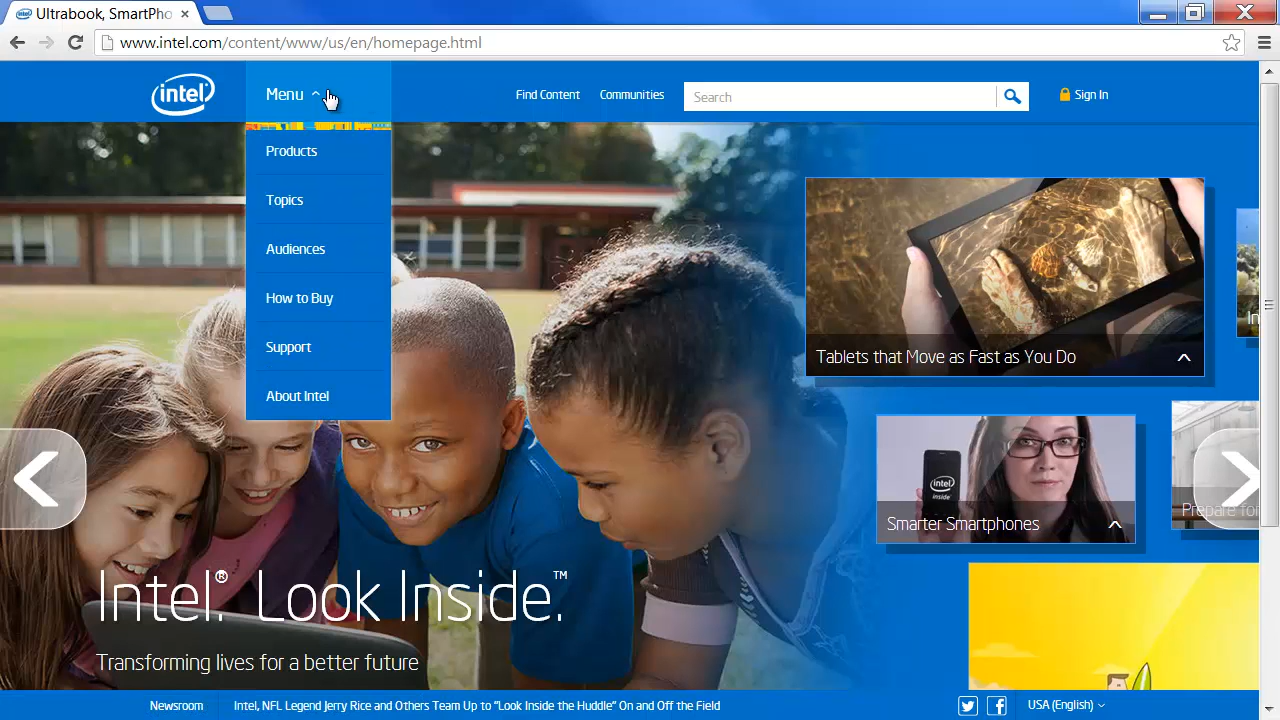 Ultrabook, SmartPho
www.intel.com/content/www/us/en/homepage.html
intel
Menu
Find Content
Communities
Search
Sign In
Products
Topics
Audiences
How to Buy
Support
About Intel
Tablets that Move as Fast as You Do
In
intel
inside
Smarter Smartphones
Prepare for
Intel.® Look Inside.™
Transforming lives for a better future
Newsroom
Intel, NFL Legend Jerry Rice and Others Team Up to “Look Inside the Huddle” On and Off the Field
USA (English)